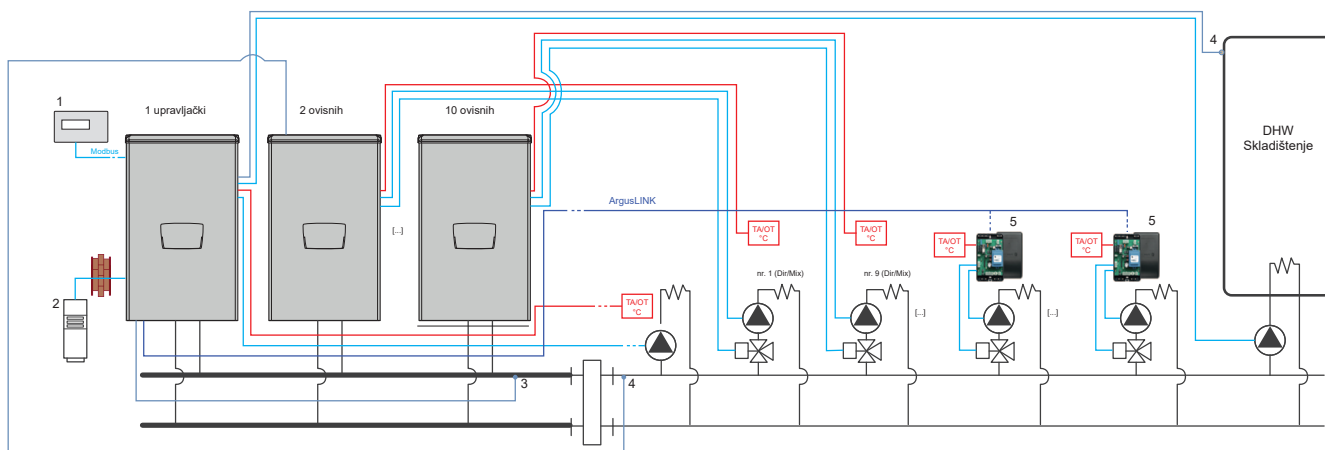 4
1
1 upravljački
2 ovisnih
10 ovisnih
DHW
Skladištenje
Modbus
ArgusLINK
[...]
TA/OT
°C
TA/OT
°C
5
TA/OT
°C
5
TA/OT
°C
nr. 1 (Dir/Mix)
nr. 9 (Dir/Mix)
2
TA/OT
°C
[...]
[...]
3
4